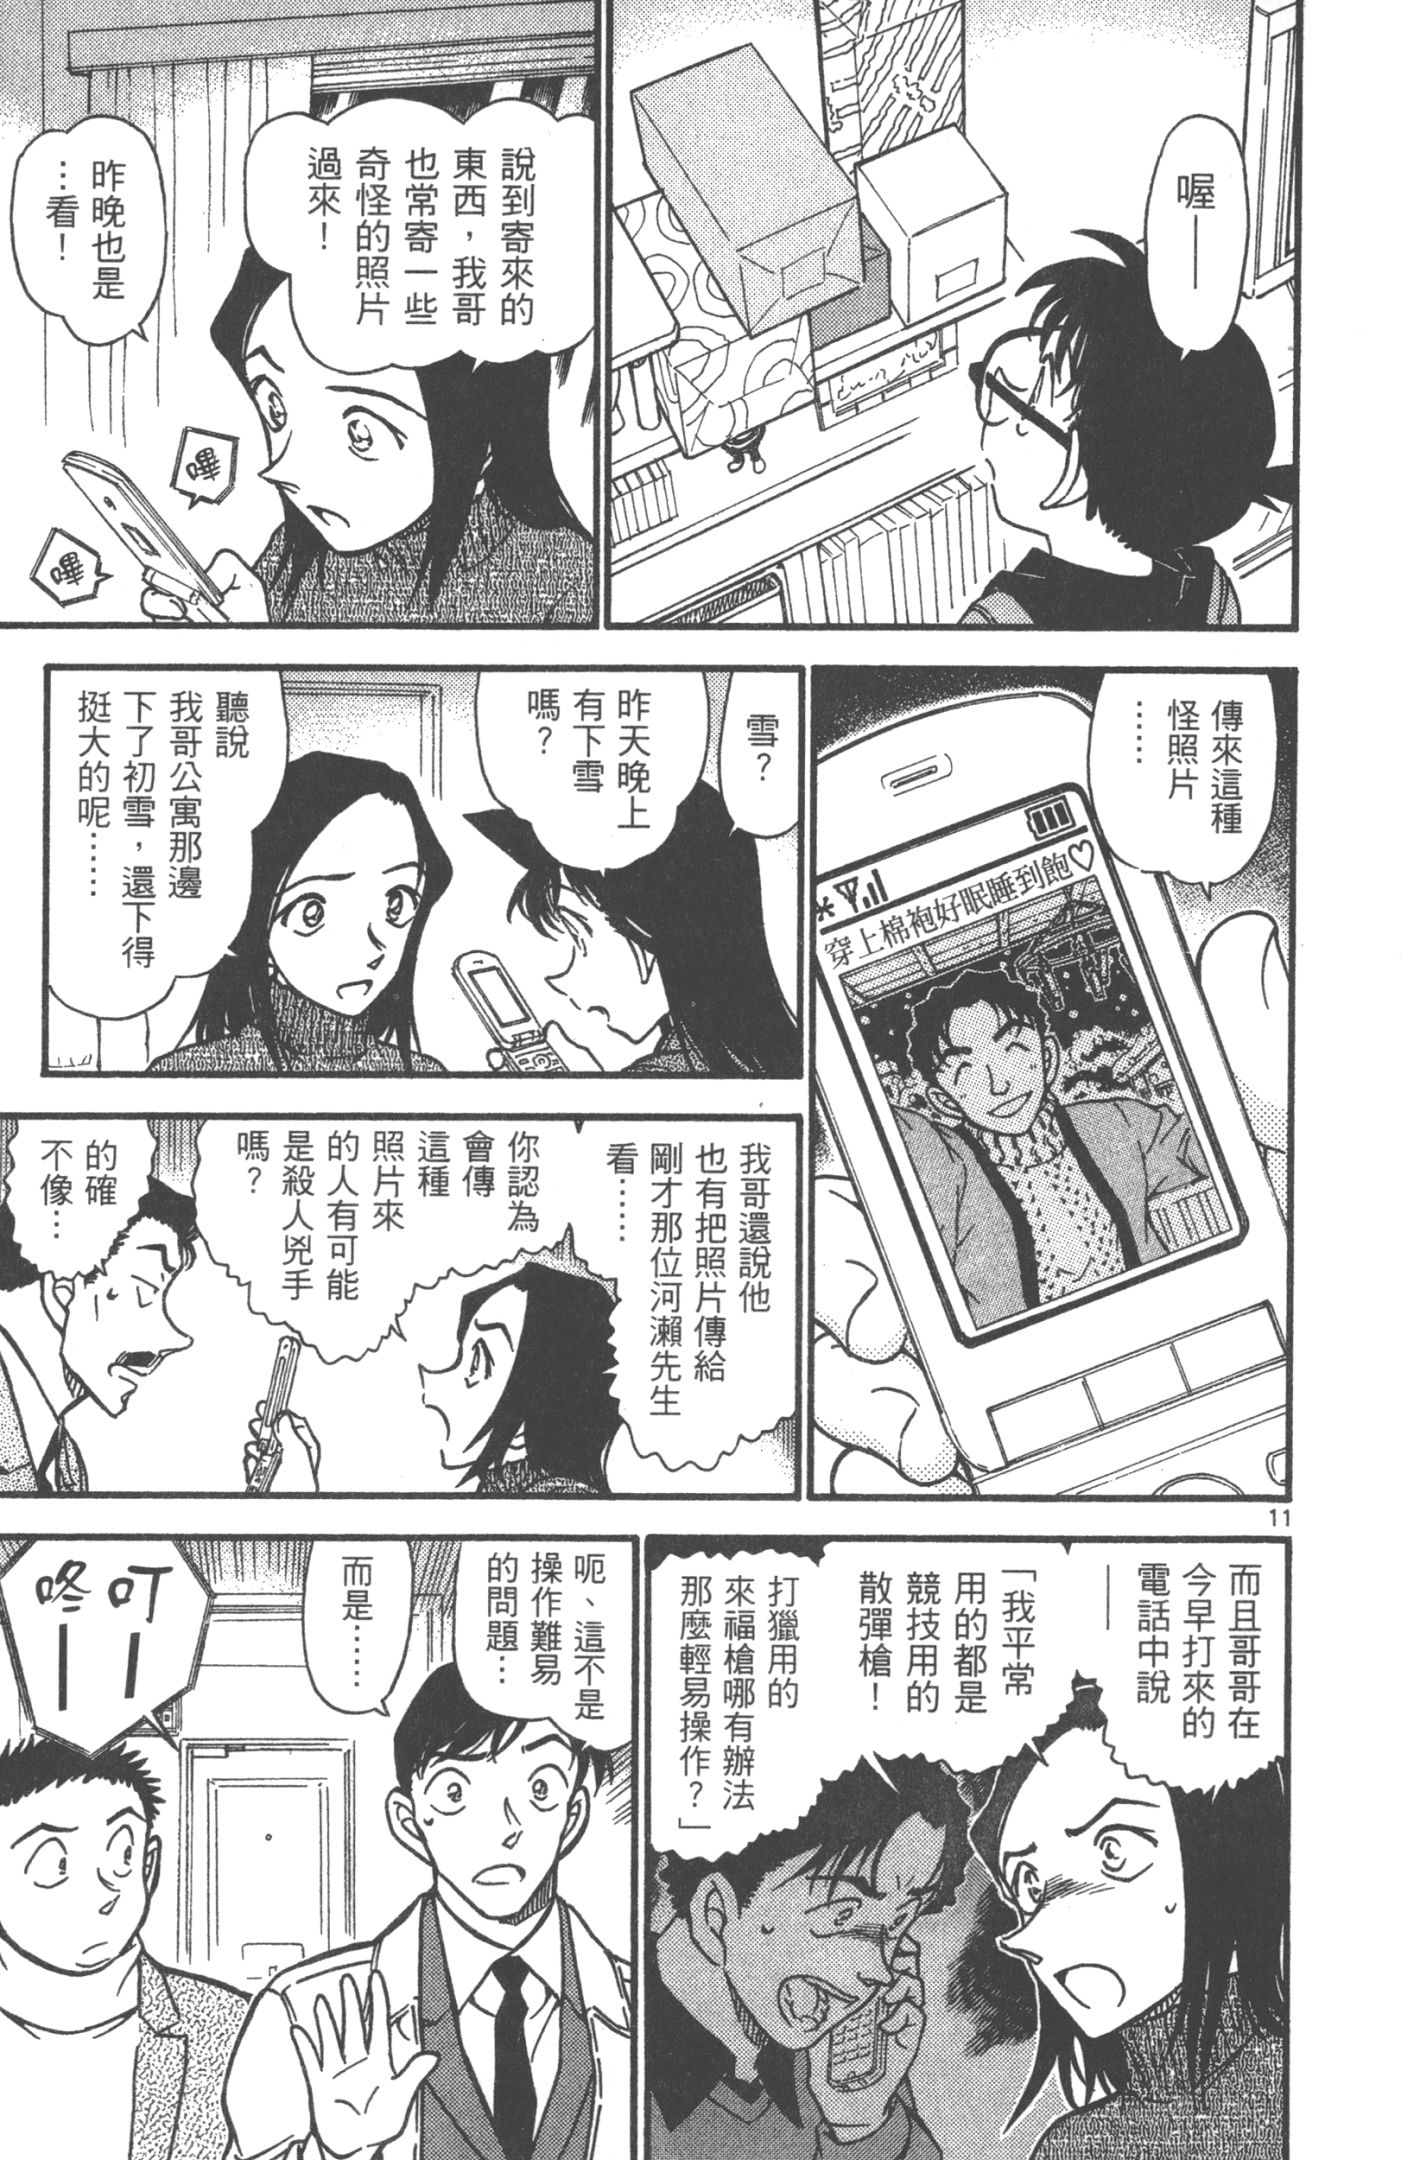 喔——
說到寄來的
東西，我哥
也常寄一些
奇怪的照片
過來！
嗶
嗶
昨晚也是
…看！
傳來這種
怪照片
……
穿上棉袍好眠睡到飽♡
雪？
昨天晚上
有下雪
嗎？
聽說
我哥公寓那邊
下了初雪，還下得
挺大的呢……
我哥還說他
也有把照片傳給
剛才那位河瀨先生
看……
你認為
會傳
這種
照片來
的人有可能
是殺人兇手
嗎？
的確
不像…
11
而且哥哥在
今早打來的
電話中說
——
「我平常
用的都是
競技用的
散彈槍！
打獵用的
來福槍哪有辦法
那麼輕易操作？」
呃、這不是
操作難易
的問題…
而是……
叮——
咚——